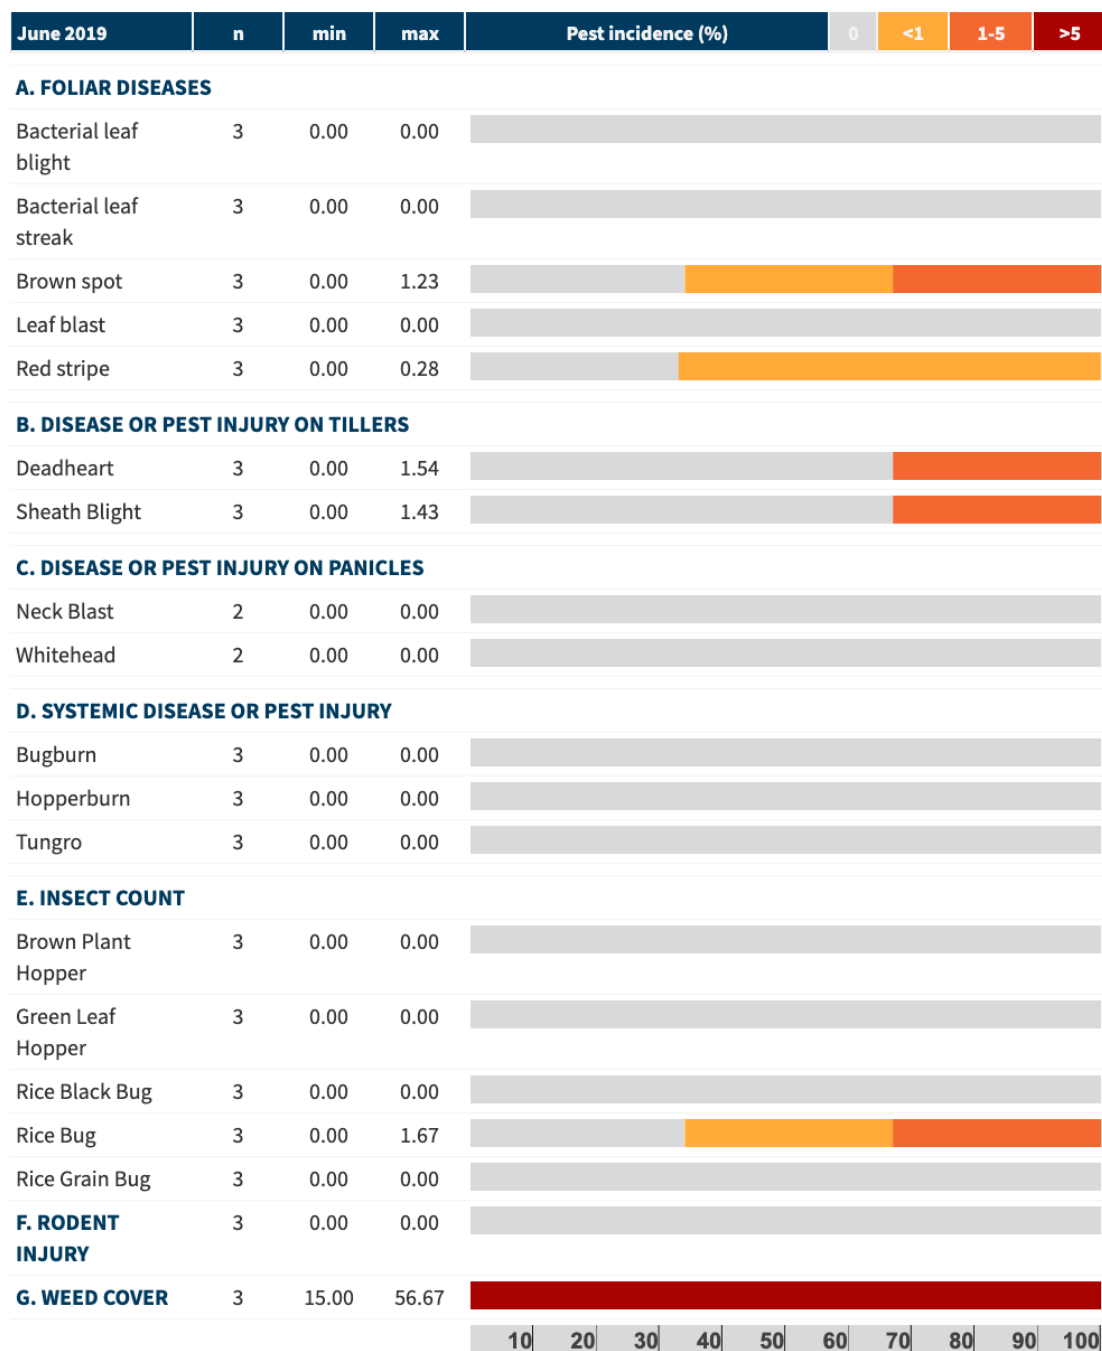 June 2019 n min max Pest incidence (%) 0 <1 1-5 >5
A. FOLIAR DISEASES
Bacterial leaf 3 0.00 0.00
blight
Bacterial leaf 3 0.00 0.00
streak
Brown spot 3 0.00 1.23
Leaf blast 3 0.00 0.00
Red stripe 3 0.00 0.28
B. DISEASE OR PEST INJURY ON TILLERS
Deadheart 3 0.00 1.54
Sheath Blight 3 0.00 1.43
C. DISEASE OR PEST INJURY ON PANICLES
Neck Blast 2 0.00 0.00
Whitehead 2 0.00 0.00
D. SYSTEMIC DISEASE OR PEST INJURY
Bugburn 3 0.00 0.00
Hopperburn 3 0.00 0.00
Tungro 3 0.00 0.00
E. INSECT COUNT
Brown Plant 3 0.00 0.00
Hopper
Green Leaf 3 0.00 0.00
Hopper
Rice Black Bug 3 0.00 0.00
Rice Bug 3 0.00 1.67
Rice Grain Bug 3 0.00 0.00
F. RODENT 3 0.00 0.00
INJURY
G. WEED COVER 3 15.00 56.67
10 20 30 40 50 60 70 80 90 100